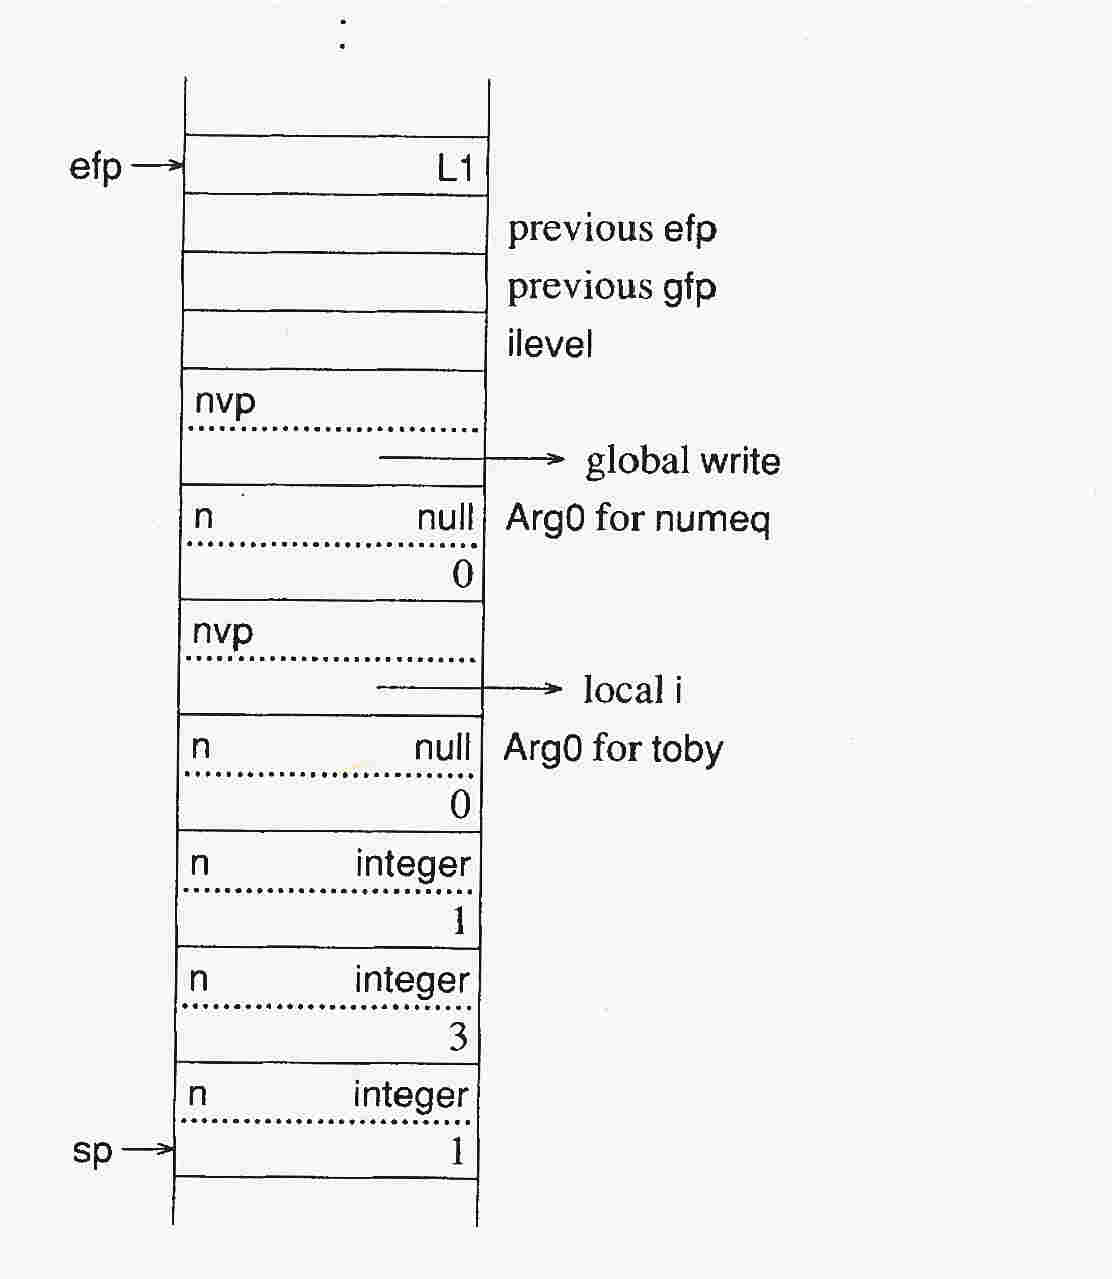 :
efp L1
previous efp
previous gfp
ilevel
nvp
global write
n null Arg0 for numeq
0
nvp
local i
n null Arg0 for toby
0
n integer
1
n integer
3
n integer
sp 1